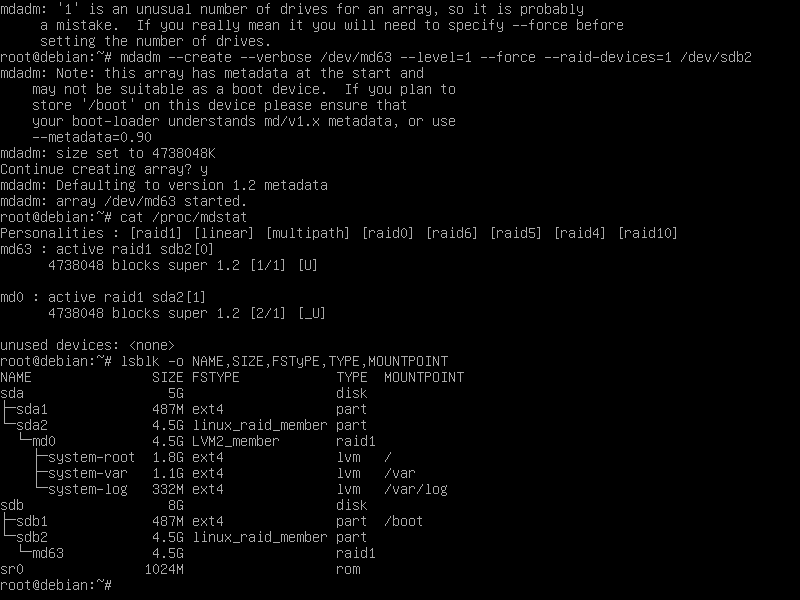 mdadm: '1' is an unusual number of drives for an array, so it is probably
     a mistake.  If you really mean it you will need to specify --force before
     setting the number of drives.
root@debian:~# mdadm --create --verbose /dev/md63 --level=1 --force --raid-devices=1 /dev/sdb2
mdadm: Note: this array has metadata at the start and
    may not be suitable as a boot device.  If you plan to
    store '/boot' on this device please ensure that
    your boot-loader understands md/v1.x metadata, or use
    --metadata=0.90
mdadm: size set to 4738048K
Continue creating array? y
mdadm: Defaulting to version 1.2 metadata
mdadm: array /dev/md63 started.
root@debian:~# cat /proc/mdstat
Personalities : [raid1] [linear] [multipath] [raid0] [raid6] [raid5] [raid4] [raid10]
md63 : active raid1 sdb2[0]
      4738048 blocks super 1.2 [1/1] [U]

md0 : active raid1 sda2[1]
      4738048 blocks super 1.2 [2/1] [_U]

unused devices: <none>
root@debian:~# lsblk -o NAME,SIZE,FSTyPE,TYPE,MOUNTPOINT
NAME               SIZE FSTYPE            TYPE  MOUNTPOINT
sda                  5G                   disk
├─sda1             487M ext4              part
└─sda2             4.5G linux_raid_member part
  └─md0            4.5G LVM2_member       raid1
    ├─system-root  1.8G ext4              lvm   /
    ├─system-var   1.1G ext4              lvm   /var
    └─system-log   332M ext4              lvm   /var/log
sdb                  8G                   disk
├─sdb1             487M ext4              part  /boot
└─sdb2             4.5G linux_raid_member part
  └─md63           4.5G                   raid1
sr0               1024M                   rom
root@debian:~#